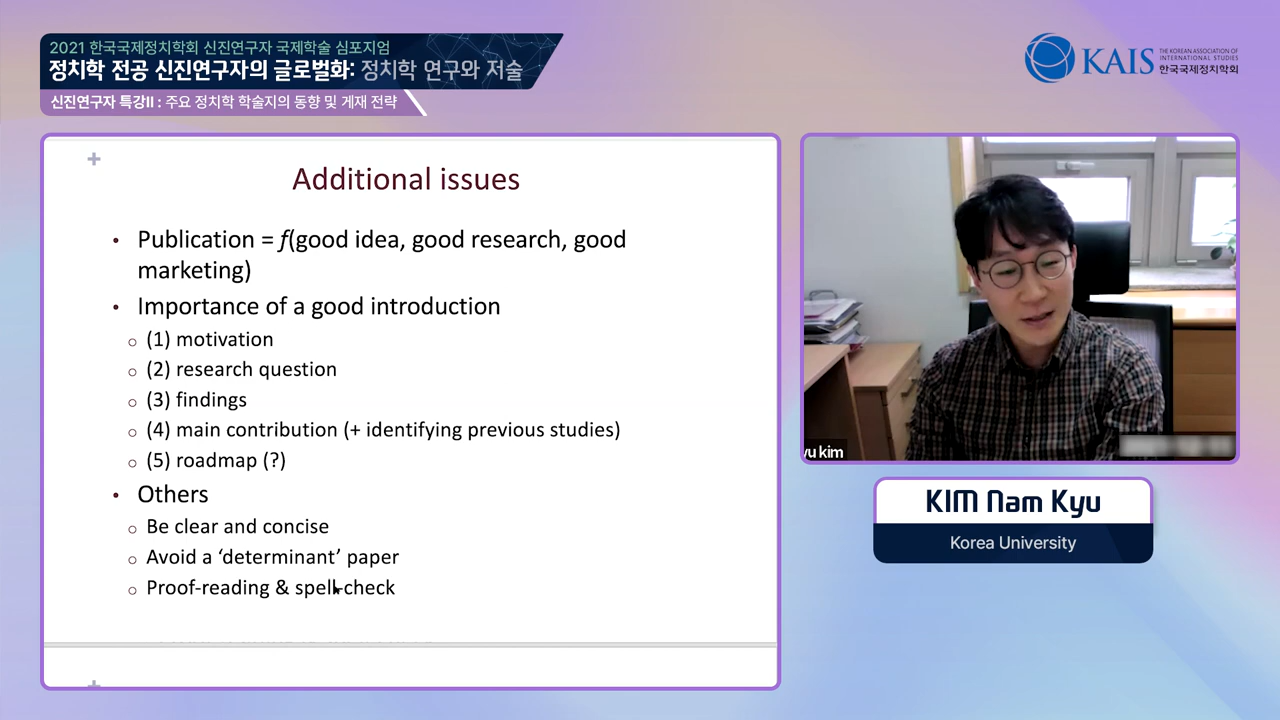 2021 한국국제정치학회 신진연구자 국제학술 심포지엄
정치학 전공 신진연구자의 글로벌화: 정치학 연구와 저술
신진연구자 특강II : 주요 정치학 학술지의 동향 및 게재 전략
KAIS
THE KOREAN ASSOCIATION OF
INTERNATIONAL STUDIES
한국국제정치학회
Additional issues
• Publication = f(good idea, good research, good
marketing)
• Importance of a good introduction
○ (1) motivation
○ (2) research question
○ (3) findings
○ (4) main contribution (+ identifying previous studies)
○ (5) roadmap (?)
• Others
○ Be clear and concise
○ Avoid a ‘determinant’ paper
○ Proof-reading & spell-check
yu kim
KIM Nam Kyu
Korea University